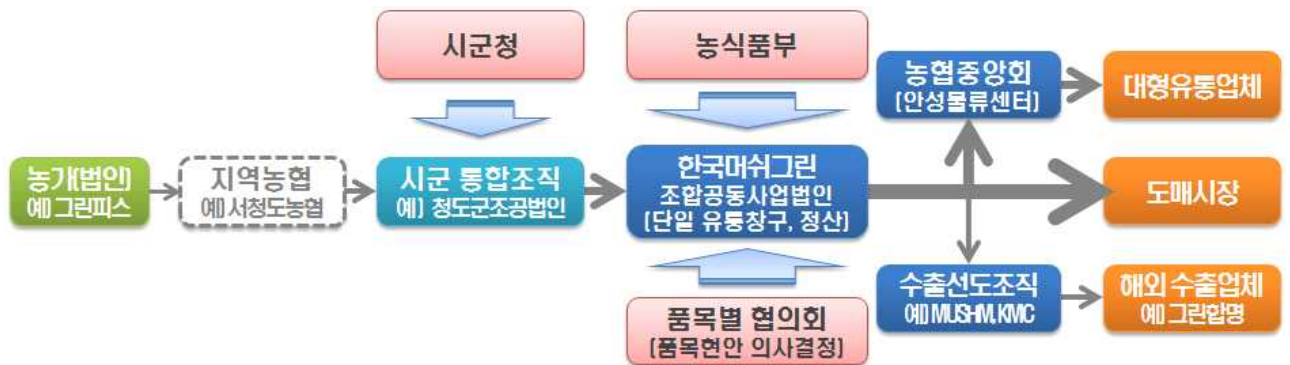 시군청
농식품부
농협중앙회
[안성물류센터]
대형유통업체
농가(법인)
예) 그린피스
지역농협
예) 서청도농협
시군 통합조직
예) 청도군조공법인
한국머쉬그린
조합공동사업법인
[단일 유통창구, 정산]
도매시장
수출선도조직
예) MUSHM, KMC
해외 수출업체
예) 그린합명
품목별 협의회
[품목현안 의사결정]